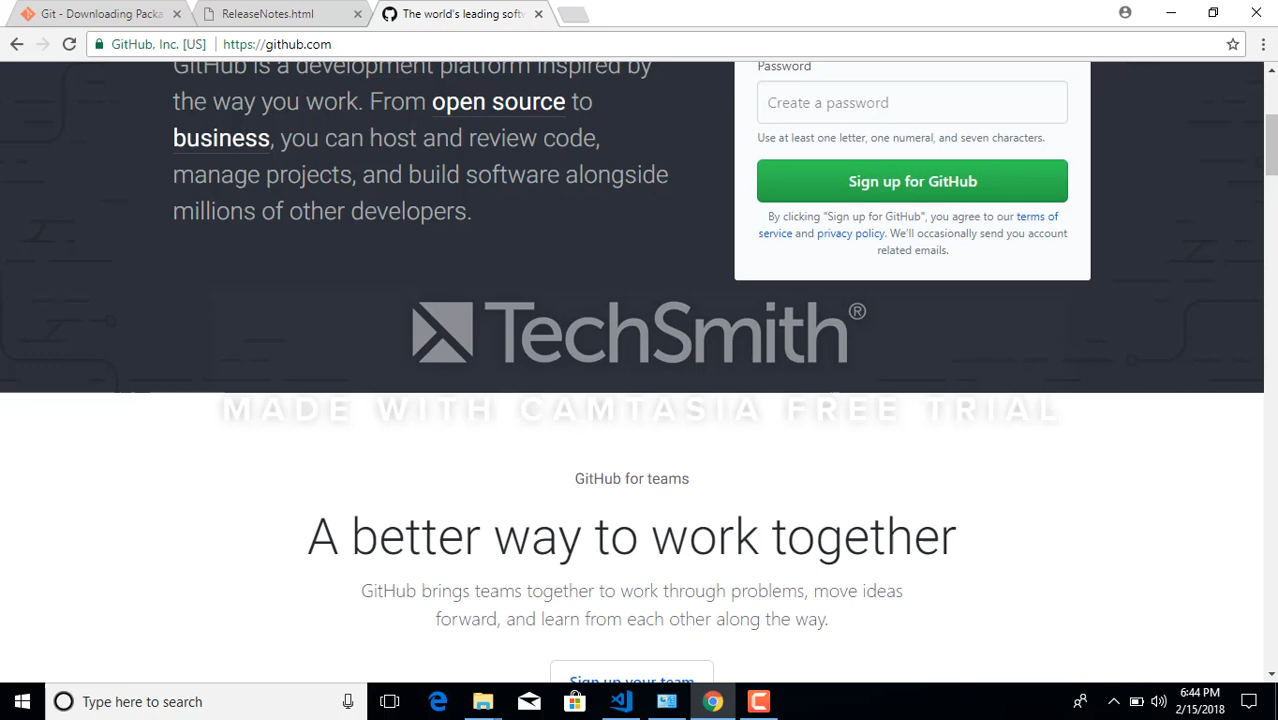 Git - Downloading Packa
ReleaseNotes.html
The world's leading softw
GitHub, Inc. [US]
https://github.com
GitHub is a development platform inspired by
the way you work. From open source to
business, you can host and review code,
manage projects, and build software alongside
millions of other developers.
Password
Create a password
Use at least one letter, one numeral, and seven characters.
Sign up for GitHub
By clicking "Sign up for GitHub", you agree to our terms of
service and privacy policy. We'll occasionally send you account
related emails.
TechSmith®
MADE WITH CAMTASIA FREE TRIAL
GitHub for teams
A better way to work together
GitHub brings teams together to work through problems, move ideas
forward, and learn from each other along the way.
Sign up your team
Type here to search
6:44 PM
2/15/2018